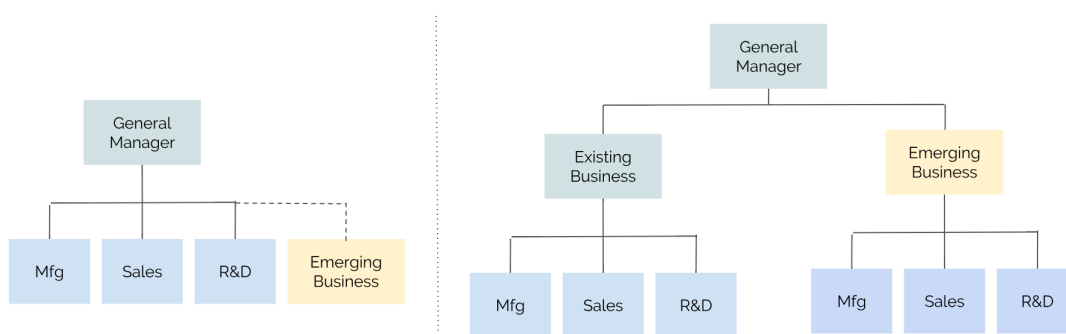 General
Manager
Mfg
Sales
R&D
Emerging
Business
General
Manager
Existing
Business
Emerging
Business
Mfg
Sales
R&D
Mfg
Sales
R&D